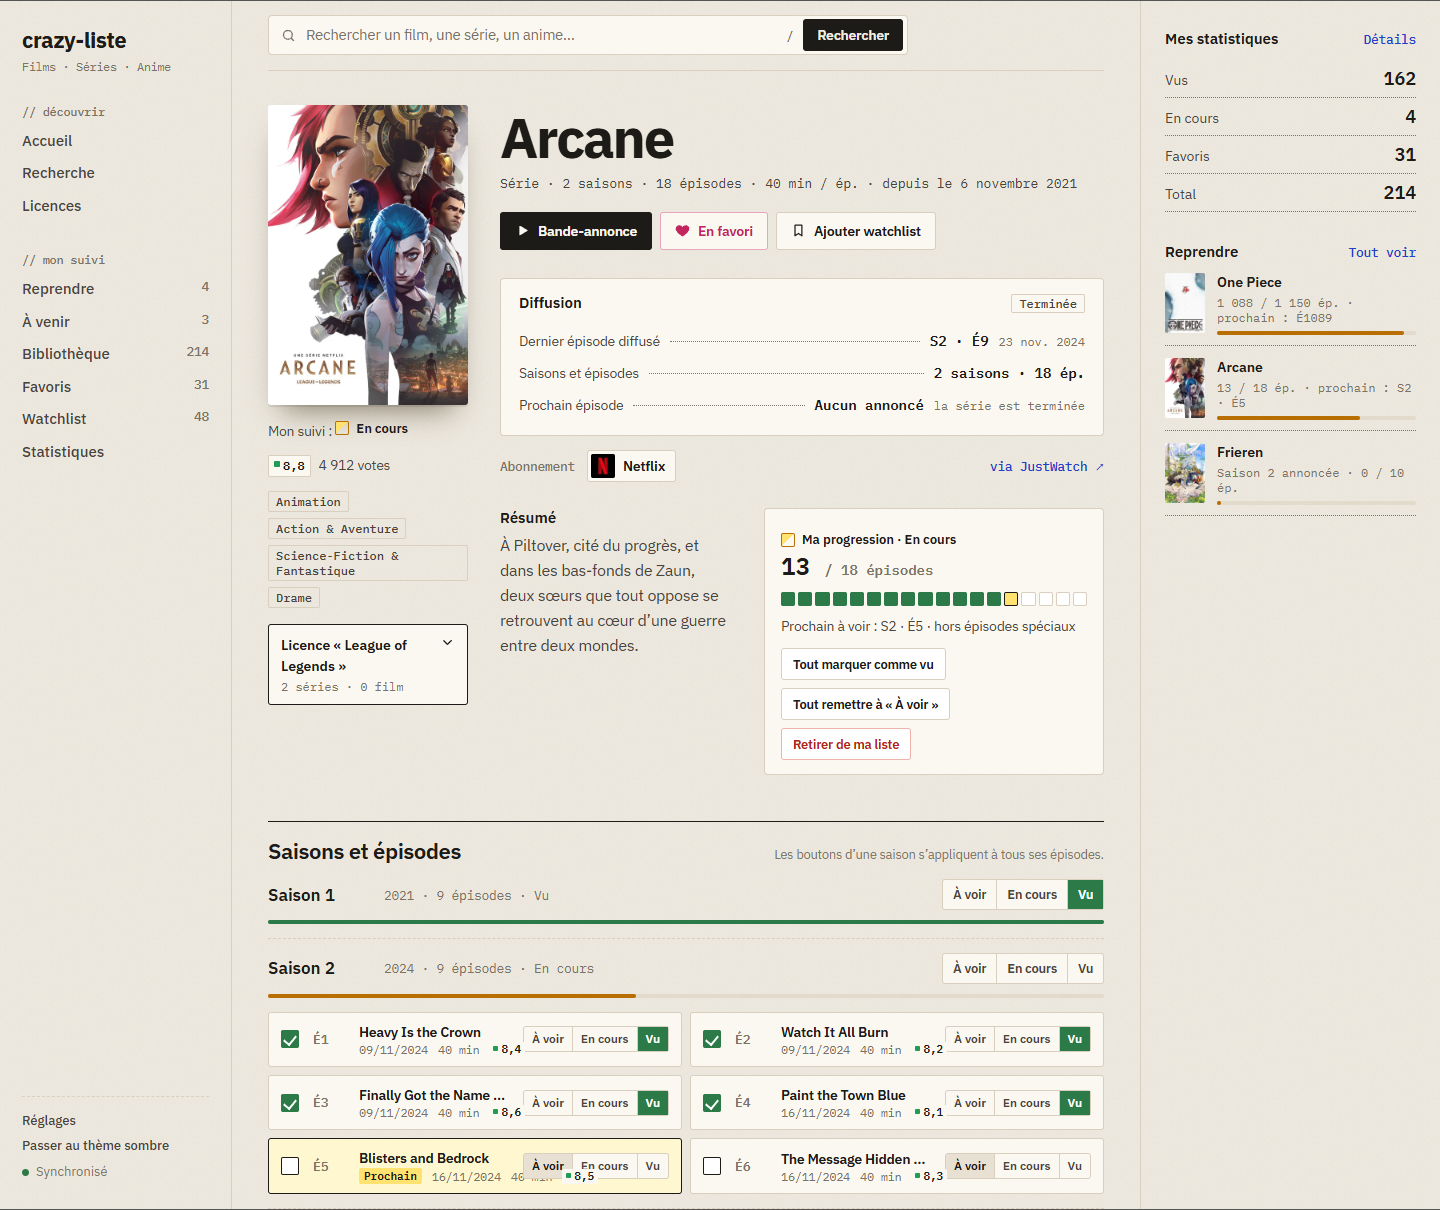 crazy-liste
Films · Séries · Anime
// découvrir
Accueil
Recherche
Licences
// mon suivi
Reprendre 4
À venir 3
Bibliothèque 214
Favoris 31
Watchlist 48
Statistiques
Réglages
Passer au thème sombre
Synchronisé
Rechercher un film, une série, un anime... / Rechercher
UNE SÉRIE NETFLIX
ARCANE
LEAGUE OF LEGENDS
Mon suivi : En cours
8,8 4 912 votes
Animation
Action & Aventure
Science-Fiction &
Fantastique
Drame
Licence « League of
Legends »
2 séries · 0 film
Arcane
Série · 2 saisons · 18 épisodes · 40 min / ép. · depuis le 6 novembre 2021
Bande-annonce En favori Ajouter watchlist
Diffusion Terminée
Dernier épisode diffusé S2 · É9 23 nov. 2024
Saisons et épisodes 2 saisons · 18 ép.
Prochain épisode Aucun annoncé la série est terminée
Abonnement Netflix via JustWatch ↗
Résumé
À Piltover, cité du progrès, et
dans les bas-fonds de Zaun,
deux sœurs que tout oppose se
retrouvent au cœur d’une guerre
entre deux mondes.
Ma progression · En cours
13 / 18 épisodes
Prochain à voir : S2 · É5 · hors épisodes spéciaux
Tout marquer comme vu
Tout remettre à « À voir »
Retirer de ma liste
Saisons et épisodes Les boutons d’une saison s’appliquent à tous ses épisodes.
Saison 1 2021 · 9 épisodes · Vu À voir En cours Vu
Saison 2 2024 · 9 épisodes · En cours À voir En cours Vu
É1 Heavy Is the Crown À voir En cours Vu
09/11/2024 40 min 8,4
É2 Watch It All Burn À voir En cours Vu
09/11/2024 40 min 8,2
É3 Finally Got the Name ... À voir En cours Vu
09/11/2024 40 min 8,6
É4 Paint the Town Blue À voir En cours Vu
16/11/2024 40 min 8,1
É5 Blisters and Bedrock À voir En cours Vu
Prochain 16/11/2024 40 min 8,5
É6 The Message Hidden ... À voir En cours Vu
16/11/2024 40 min 8,3
Mes statistiques Détails
Vus 162
En cours 4
Favoris 31
Total 214
Reprendre Tout voir
One Piece
1 088 / 1 150 ép. ·
prochain : É1089
ONE PIECE
Arcane
13 / 18 ép. · prochain : S2
· É5
ARCANE
Frieren
Saison 2 annoncée · 0 / 10
ép.